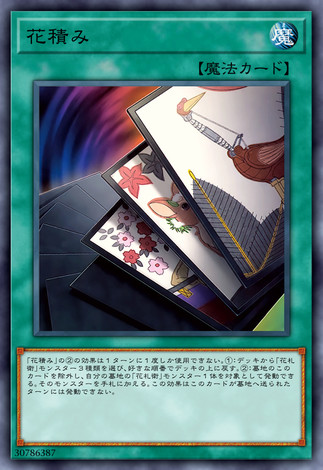 花積み
魔
【魔法カード】
「花積み」の②の効果は1ターンに1度しか使用できない。①：デッキから「花札
衛」モンスター3種類を選び、好きな順番でデッキの上に戻す。②：墓地のこの
カードを除外し、自分の墓地の「花札衛」モンスター1体を対象として発動でき
る。そのモンスターを手札に加える。この効果はこのカードが墓地へ送られた
ターンには発動できない。
30786387